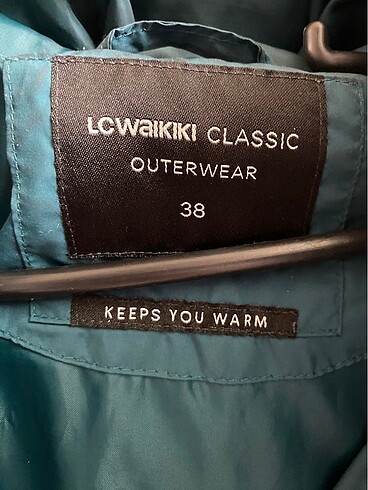 LCWAIKIKI CLASSIC
OUTERWEAR
38
KEEPS YOU WARM